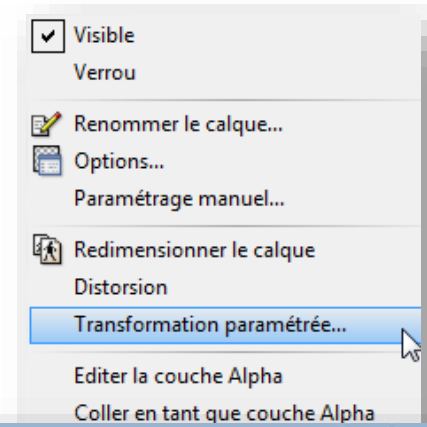 Visible
Verrou
Renommer le calque...
Options...
Paramétrage manuel...
Redimensionner le calque
Distorsion
Transformation paramétrée...
Editer la couche Alpha
Coller en tant que couche Alpha